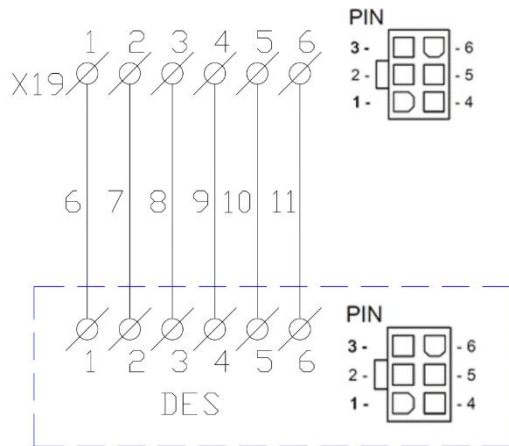 1 2 3 4 5 6
X19
6 7 8 9 10 11
1 2 3 4 5 6
DES
PIN
3 - - 6
2 - - 5
1 - - 4
PIN
3 - - 6
2 - - 5
1 - - 4